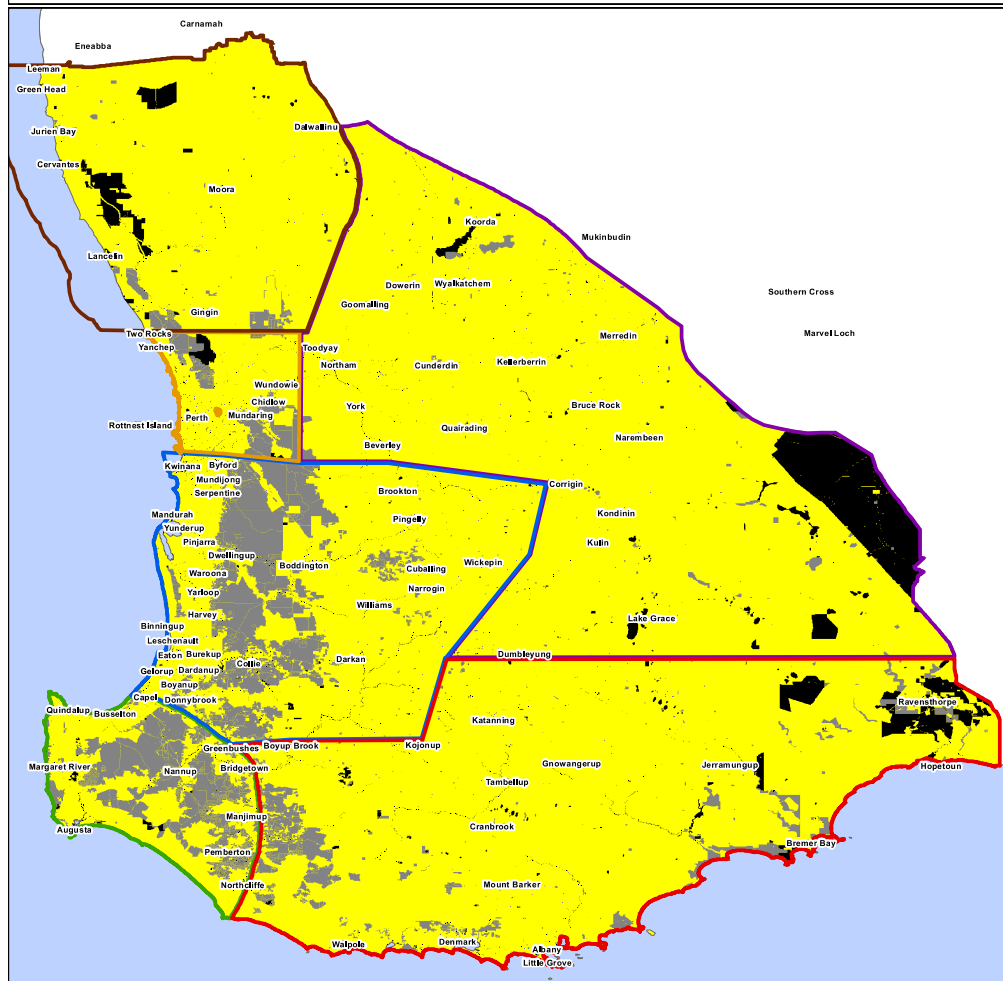 Carnamah
Eneabba
Leeman
Green Head
Dalwallinu
Jurien Bay
Cervantes
Moora
Koorda
Mukinbudin
Lancelin
Dowerin
Wyalkatchem
Southern Cross
Goomalling
Gingin
Two Rocks
Marvel Loch
Merredin
Yanchep
Toodyay
Northam
Cunderdin
Kellerberrin
Wundowie
Chidlow
York
Bruce Rock
Perth
Mundaring
Rottnest Island
Quairading
Narembeen
Beverley
Kwinana
Byford
Mundijong
Corrigin
Serpentine
Brookton
Mandurah
Kondinin
Pingelly
Yunderup
Pinjarra
Kulin
Dwellingup
Boddington
Wickepin
Cuballing
Waroona
Narrogin
Yarloop
Williams
Harvey
Lake Grace
Binningup
Leschenault
Eaton
Burekup
Dumbleyung
Darkan
Collie
Gelorup
Dardanup
Boyanup
Capel
Donnybrook
Ravensthorpe
Quindalup
Busselton
Katanning
Greenbushes
Boyup Brook
Kojonup
Margaret River
Nannup
Bridgetown
Gnowangerup
Jerramungup
Hopetoun
Tambellup
Manjimup
Cranbrook
Augusta
Bremer Bay
Pemberton
Northcliffe
Mount Barker
Walpole
Denmark
Albany
Little Grove